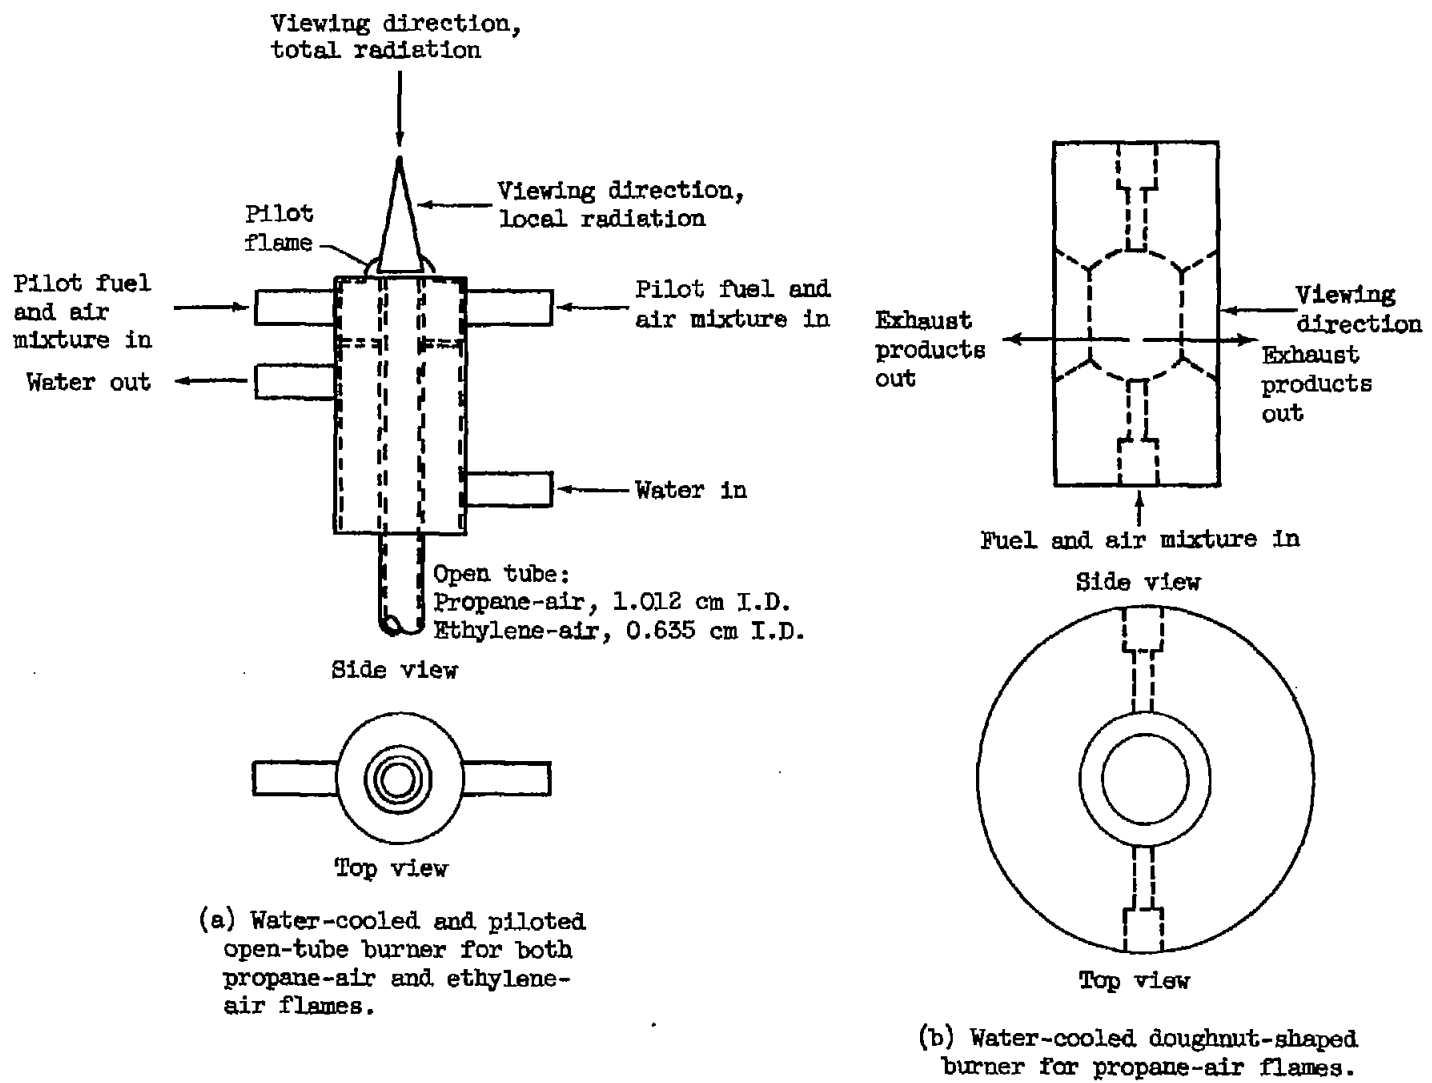 Viewing direction,
total radiation
Viewing direction,
local radiation
Pilot
flame
Pilot fuel
and air
mixture in
Pilot fuel and
air mixture in
Water out
Water in
Open tube:
Propane-air, 1.012 cm I.D.
Ethylene-air, 0.635 cm I.D.
Side view
Top view
(a) Water-cooled and piloted
open-tube burner for both
propane-air and ethylene-
air flames.
Viewing
direction
Exhaust
products
out
Exhaust
products
out
Fuel and air mixture in
Side view
Top view
(b) Water-cooled doughnut-shaped
burner for propane-air flames.